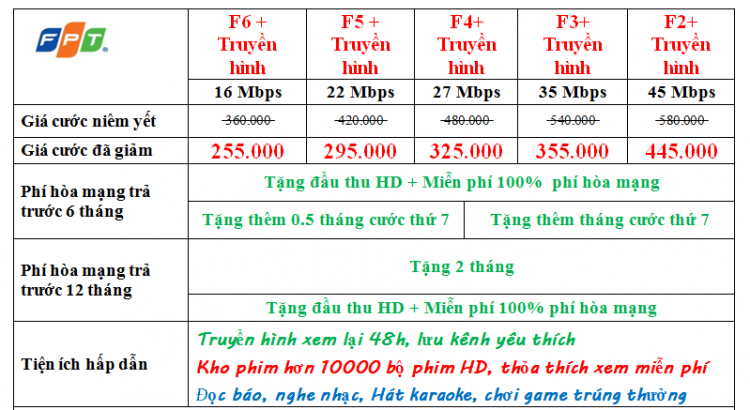 FPT
F6 +
Truyền
hình
F5 +
Truyền
hình
F4+
Truyền
hình
F3+
Truyền
hình
F2+
Truyền
hình
16 Mbps
22 Mbps
27 Mbps
35 Mbps
45 Mbps
Giá cước niêm yết
360.000
420.000
480.000
540.000
580.000
Giá cước đã giảm
255.000
295.000
325.000
355.000
445.000
Phí hòa mạng trả
trước 6 tháng
Tặng đầu thu HD + Miễn phí 100% phí hòa mạng
Tặng thêm 0.5 tháng cước thứ 7
Tặng thêm tháng cước thứ 7
Phí hòa mạng trả
trước 12 tháng
Tặng 2 tháng
Tặng đầu thu HD + Miễn phí 100% phí hòa mạng
Tiện ích hấp dẫn
Truyền hình xem lại 48h, lưu kênh yêu thích
Kho phim hơn 10000 bộ phim HD, thỏa thích xem miễn phí
Đọc báo, nghe nhạc, Hát karaoke, chơi game trúng thưởng